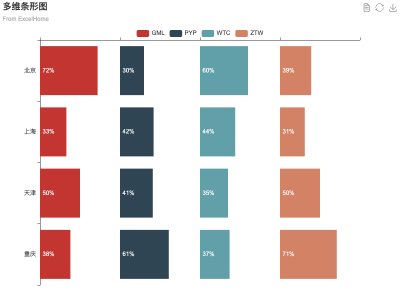 多维条形图
From ExcelHome
GML PYP WTC ZTW
北京 72% 30% 60% 39%
上海 33% 42% 44% 31%
天津 50% 41% 35% 50%
重庆 38% 61% 37% 71%